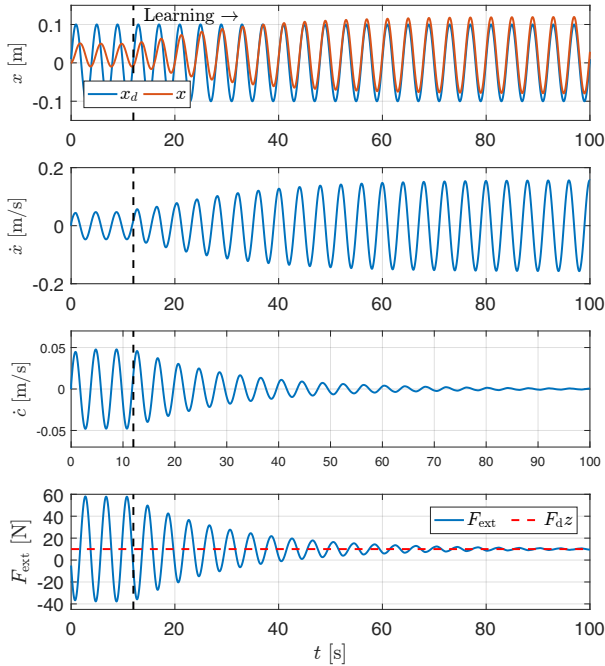 Learning →
x [m]
0.1
0
-0.1
x_d x
0 20 40 60 80 100
ẋ [m/s]
0.2
0
-0.2
0 20 40 60 80 100
ċ [m/s]
0.05
0
-0.05
0 10 20 30 40 50 60 70 80 90 100
F_ext [N]
60
40
20
0
-20
-40
F_ext F_d z
0 20 40 60 80 100
t [s]